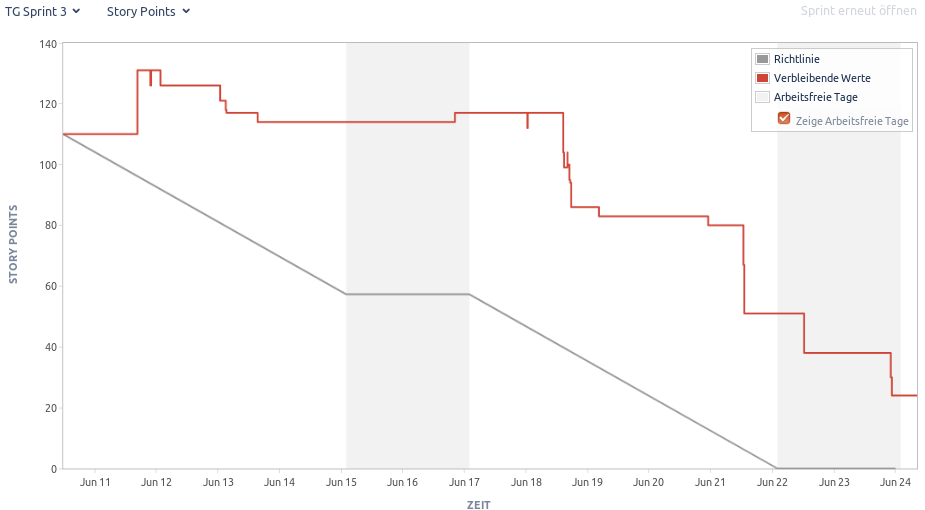 TG Sprint 3 Story Points Sprint erneut öffnen
Richtlinie
Verbleibende Werte
Arbeitsfreie Tage
Zeige Arbeitsfreie Tage
STORY POINTS
140
120
100
80
60
40
20
0
Jun 11 Jun 12 Jun 13 Jun 14 Jun 15 Jun 16 Jun 17 Jun 18 Jun 19 Jun 20 Jun 21 Jun 22 Jun 23 Jun 24
ZEIT